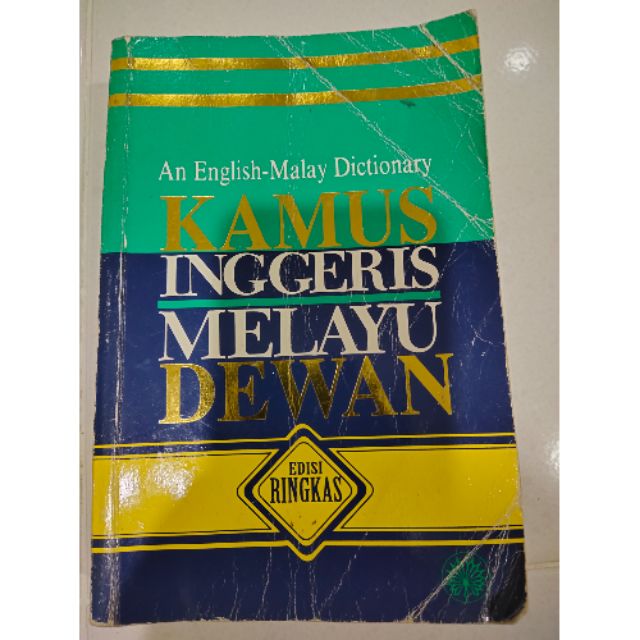 An English-Malay Dictionary
KAMUS
INGGERIS
MELAYU
DEWAN
EDISI
RINGKAS